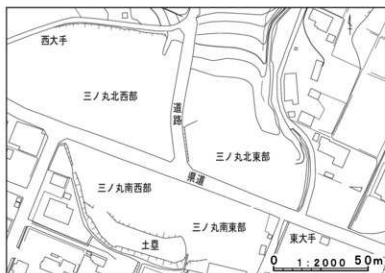 西大手
三ノ丸北西部
道路
三ノ丸北東部
県道
三ノ丸南西部
三ノ丸南東部
土塁
東大手
0 1:2000 50m